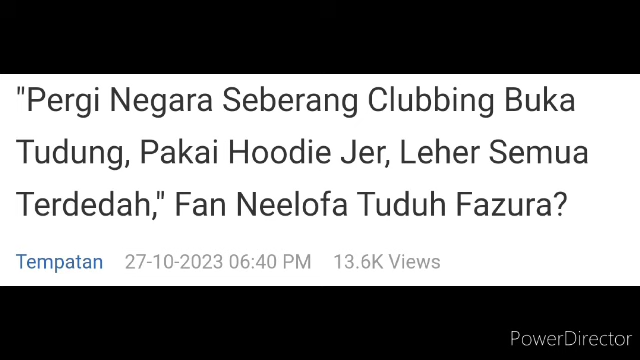 "Pergi Negara Seberang Clubbing Buka
Tudung, Pakai Hoodie Jer, Leher Semua
Terdedah," Fan Neelofa Tuduh Fazura?
Tempatan 27-10-2023 06:40 PM 13.6K Views
PowerDirector